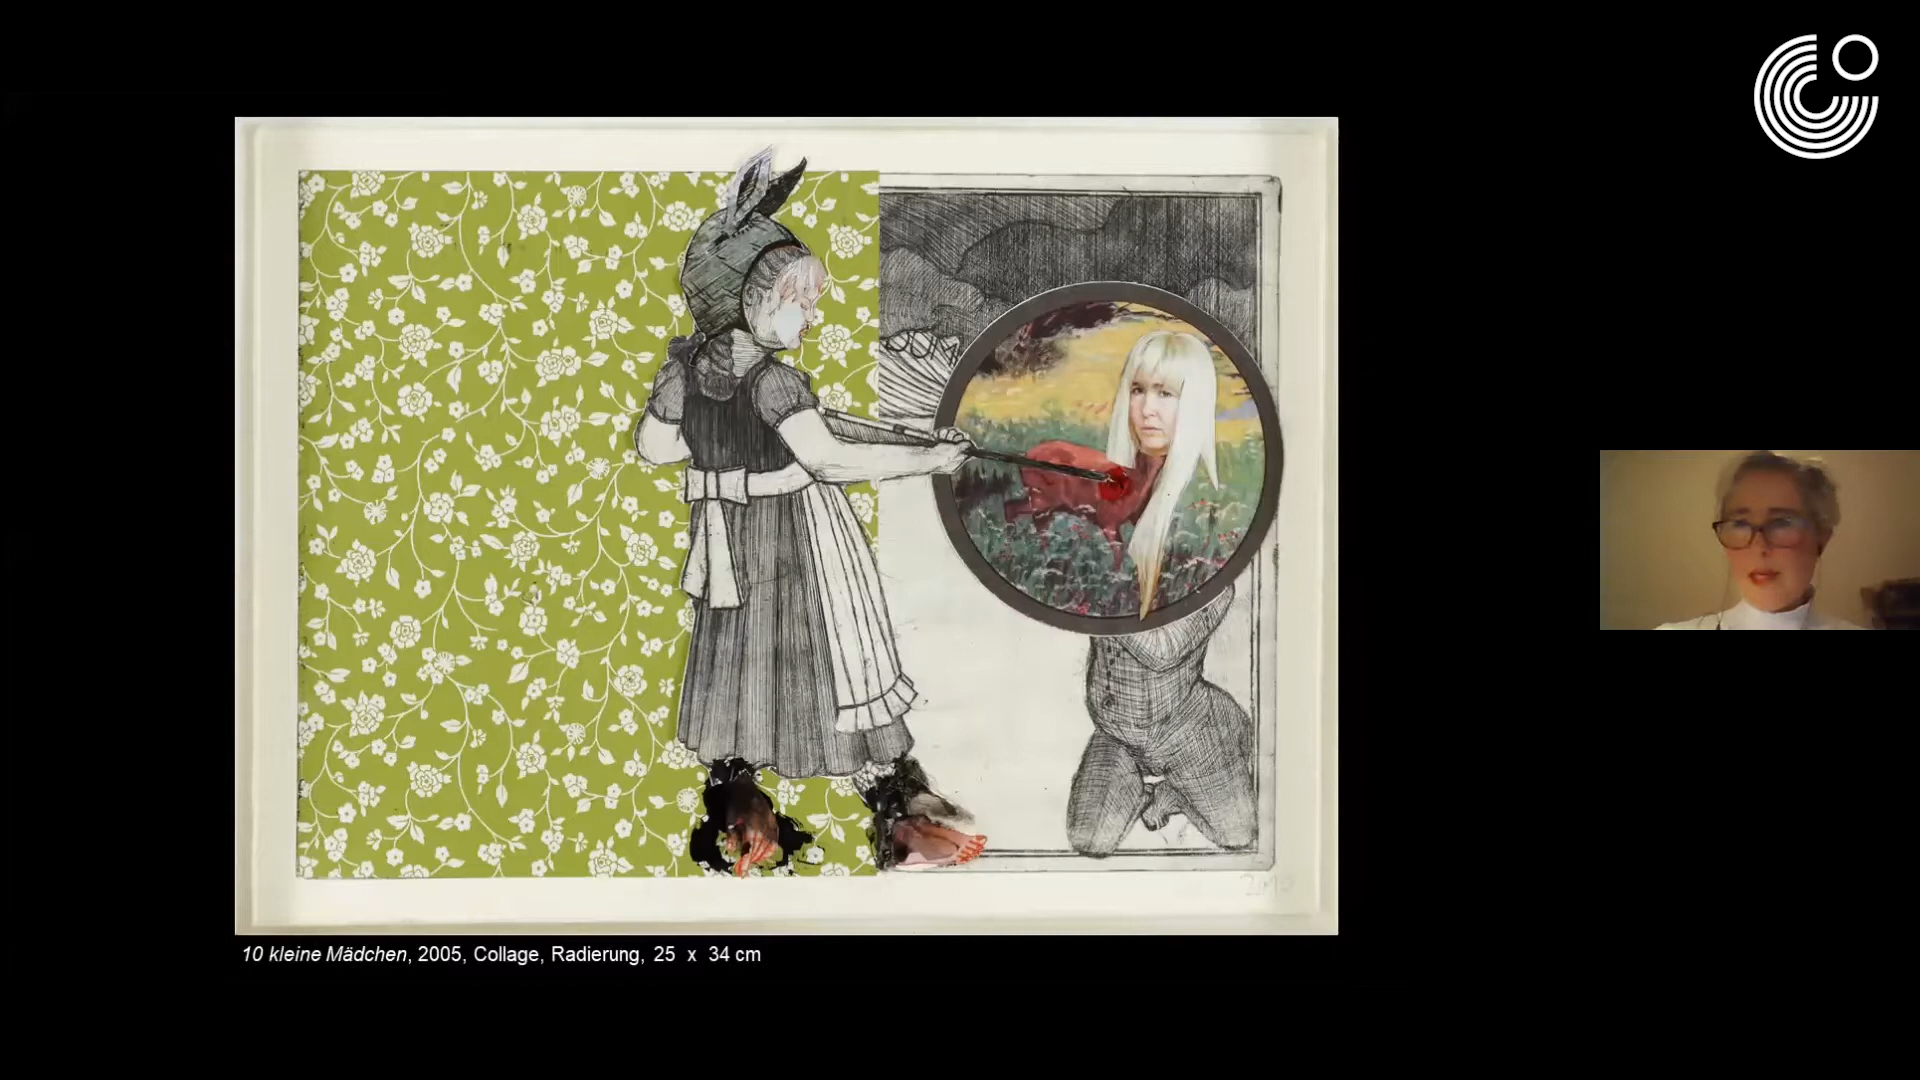 10 kleine Mädchen, 2005, Collage, Radierung, 25 x 34 cm